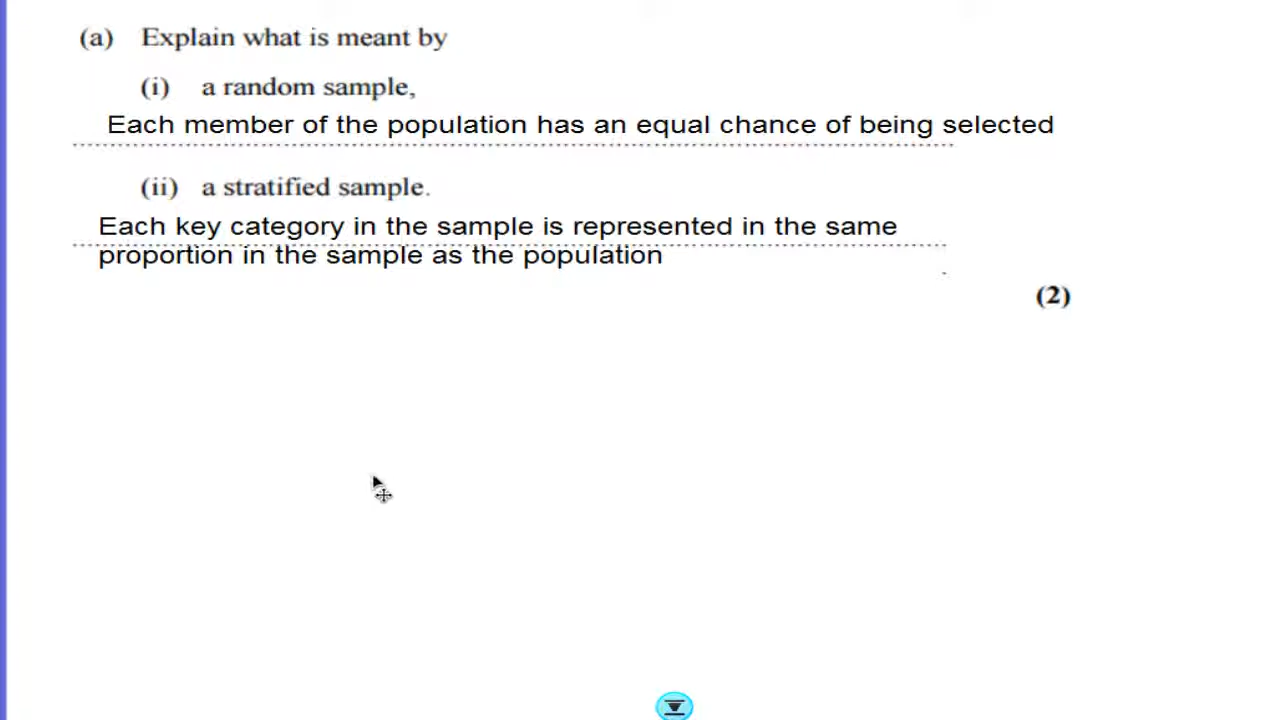 (a) Explain what is meant by
(i) a random sample,
Each member of the population has an equal chance of being selected
(ii) a stratified sample.
Each key category in the sample is represented in the same
proportion in the sample as the population
(2)